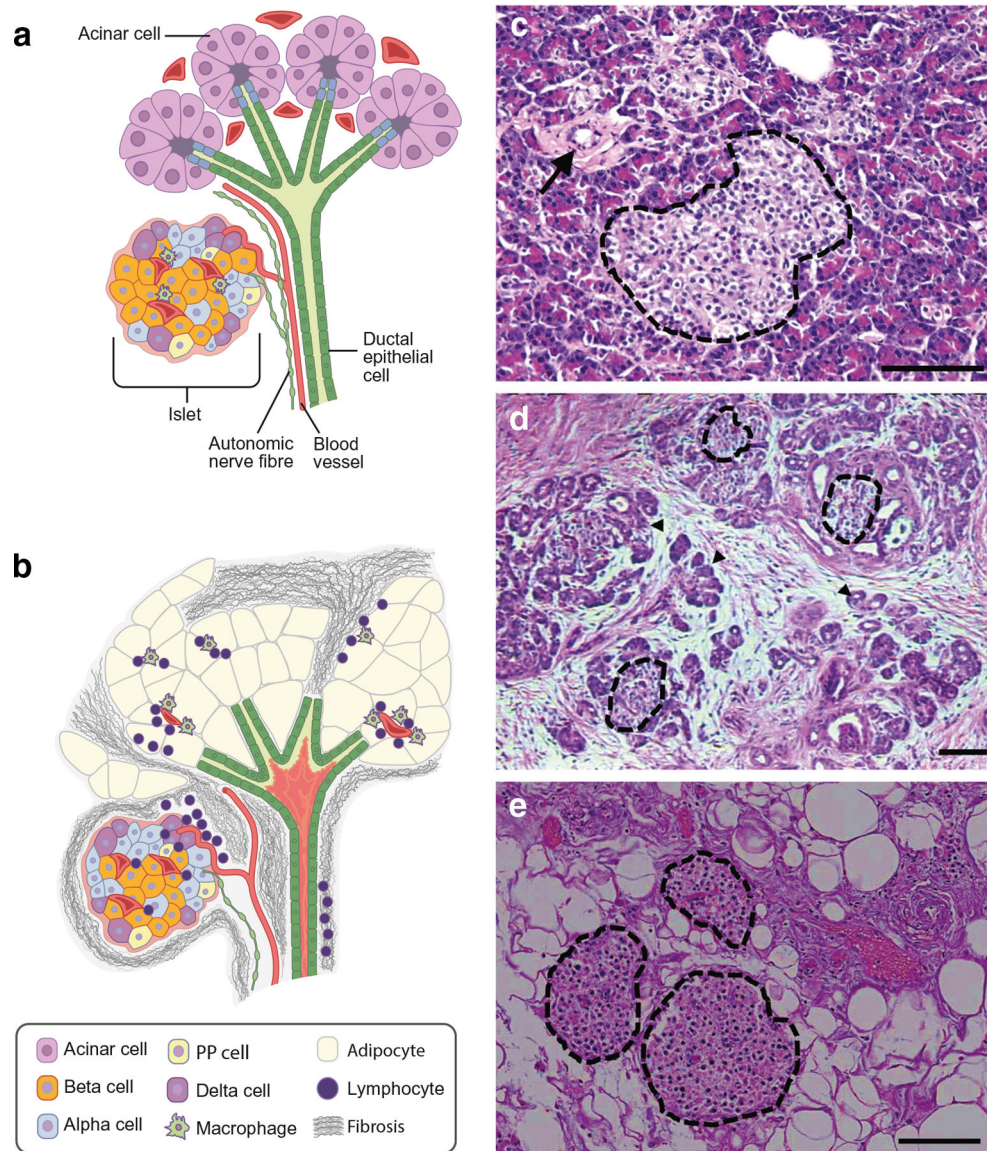 a
Acinar cell
Islet
Autonomic
nerve fibre
Blood
vessel
Ductal
epithelial
cell
b
Acinar cell
Beta cell
Alpha cell
PP cell
Delta cell
Macrophage
Adipocyte
Lymphocyte
Fibrosis
c
d
e